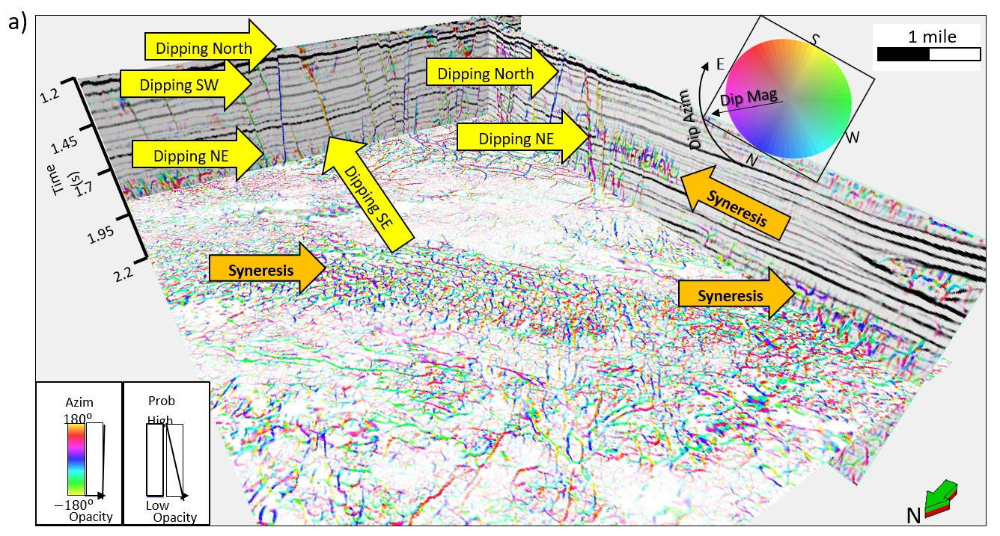 a)
Dipping North
Dipping SW
Dipping NE
Dipping SE
Dipping North
Dipping NE
Syneresis
Syneresis
Syneresis
1 mile
S
E
Dip Mag
Dip Azim
W
N
1.2
1.45
1.7
1.95
2.2
Time
(s)
Azim
180º
−180º
Opacity
Prob
High
Low
Opacity
N